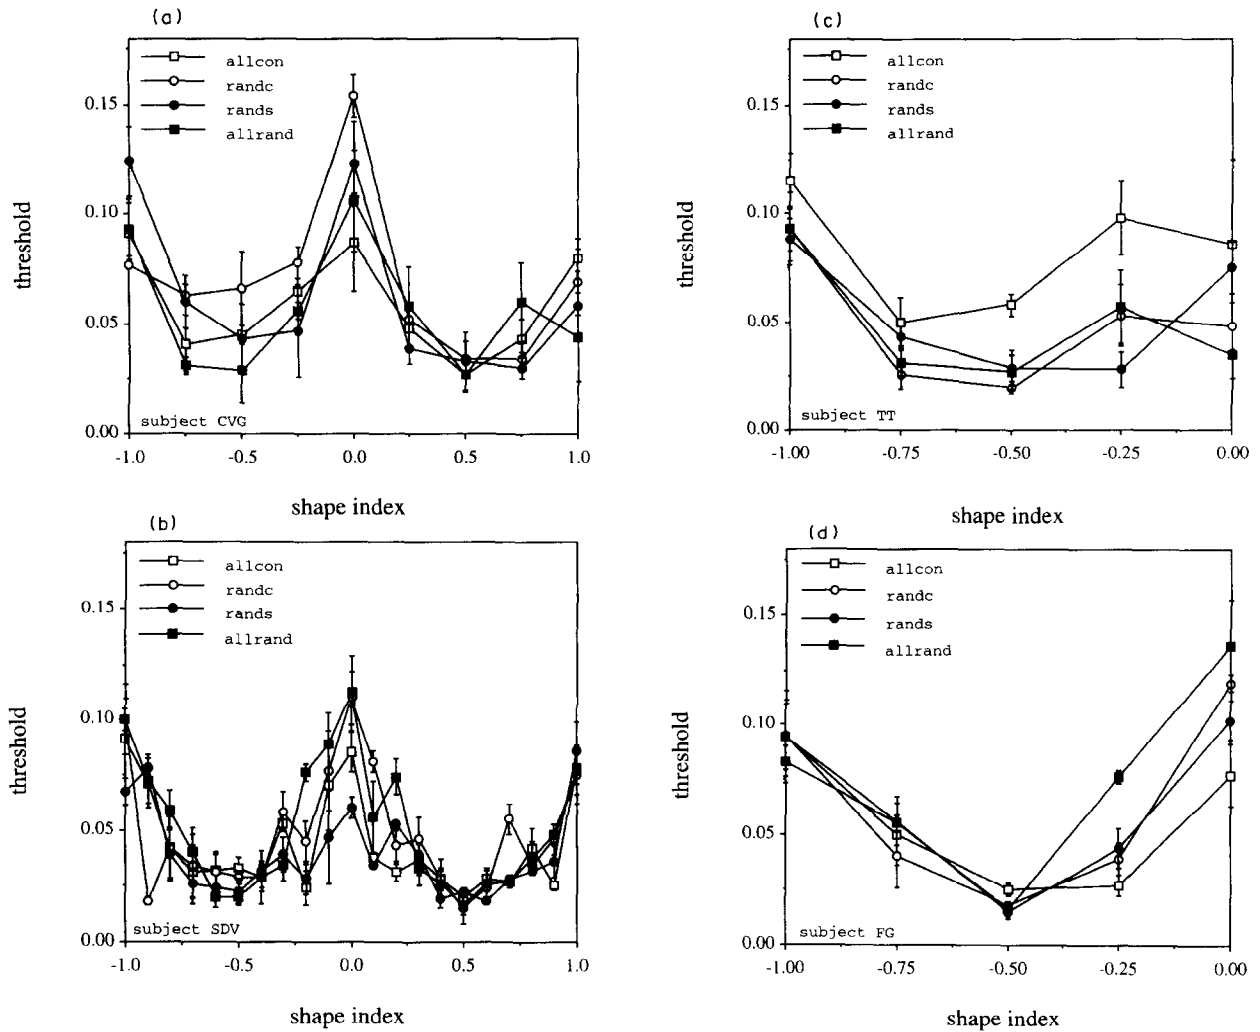 (a)
allcon
randc
rands
allrand
0.15
0.10
0.05
0.00
threshold
subject CVG
-1.0 -0.5 0.0 0.5 1.0
shape index
(b)
allcon
randc
rands
allrand
0.15
0.10
0.05
0.00
threshold
subject SDV
-1.0 -0.5 0.0 0.5 1.0
shape index
(c)
allcon
randc
rands
allrand
0.15
0.10
0.05
0.00
threshold
subject TT
-1.00 -0.75 -0.50 -0.25 0.00
shape index
(d)
allcon
randc
rands
allrand
0.15
0.10
0.05
0.00
threshold
subject FG
-1.00 -0.75 -0.50 -0.25 0.00
shape index